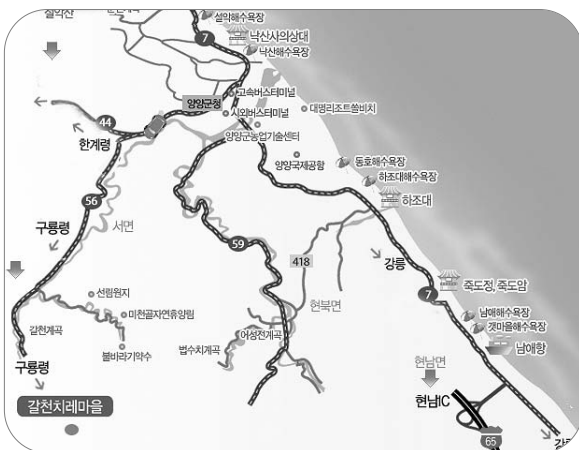 설악해수욕장
7
낙산사의상대
낙산해수욕장
고속버스터미널
양양군청
시외버스터미널
대명리조트쏠비치
44
양양군농업기술센터
한계령
양양국제공항
동호해수욕장
하조대해수욕장
56
하조대
구룡령
서면
59
418
강릉
선림원지
7
죽도정, 죽도암
미천골자연휴양림
현북면
남애해수욕장
갯마을해수욕장
갈천계곡
어성전계곡
남애항
불바라기약수
법수치계곡
현남면
구룡령
현남IC
갈천치레마을
65